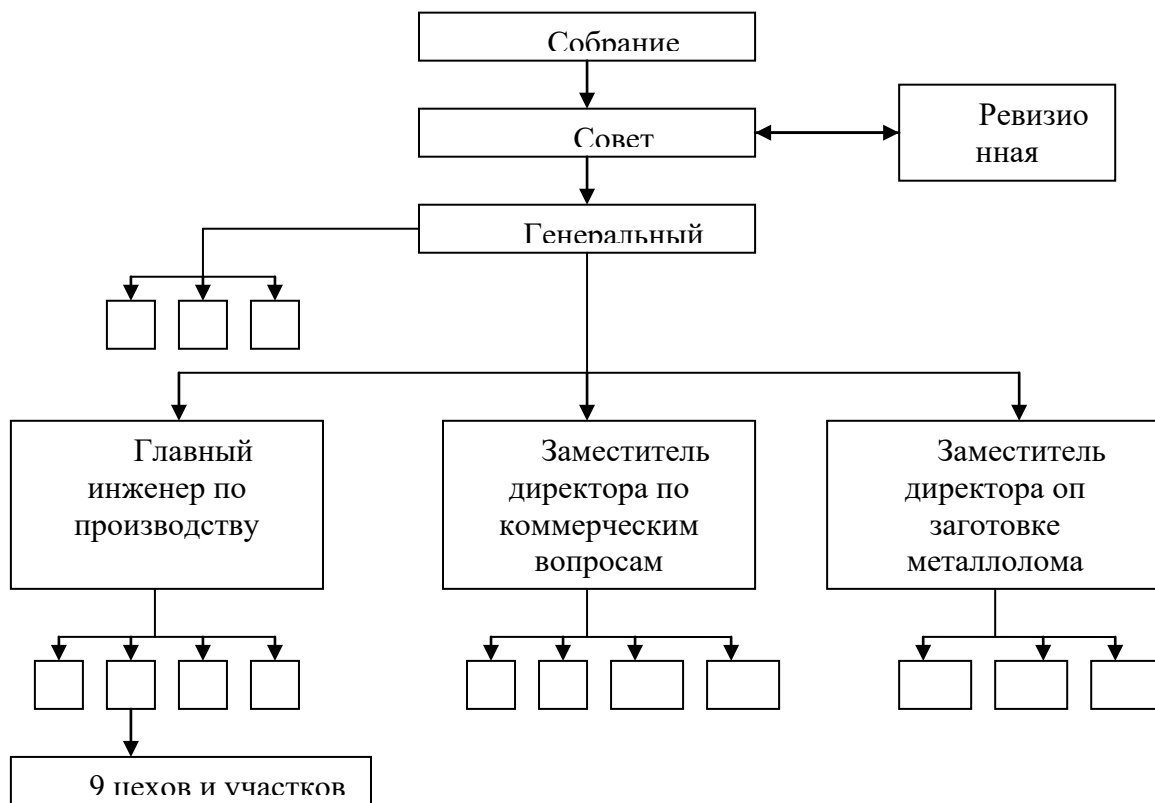 Собрание
Совет
Ревизио
нная
Генеральный
Главный
инженер по
производству
Заместитель
директора по
коммерческим
вопросам
Заместитель
директора оп
заготовке
металлолома
9 цехов и участков